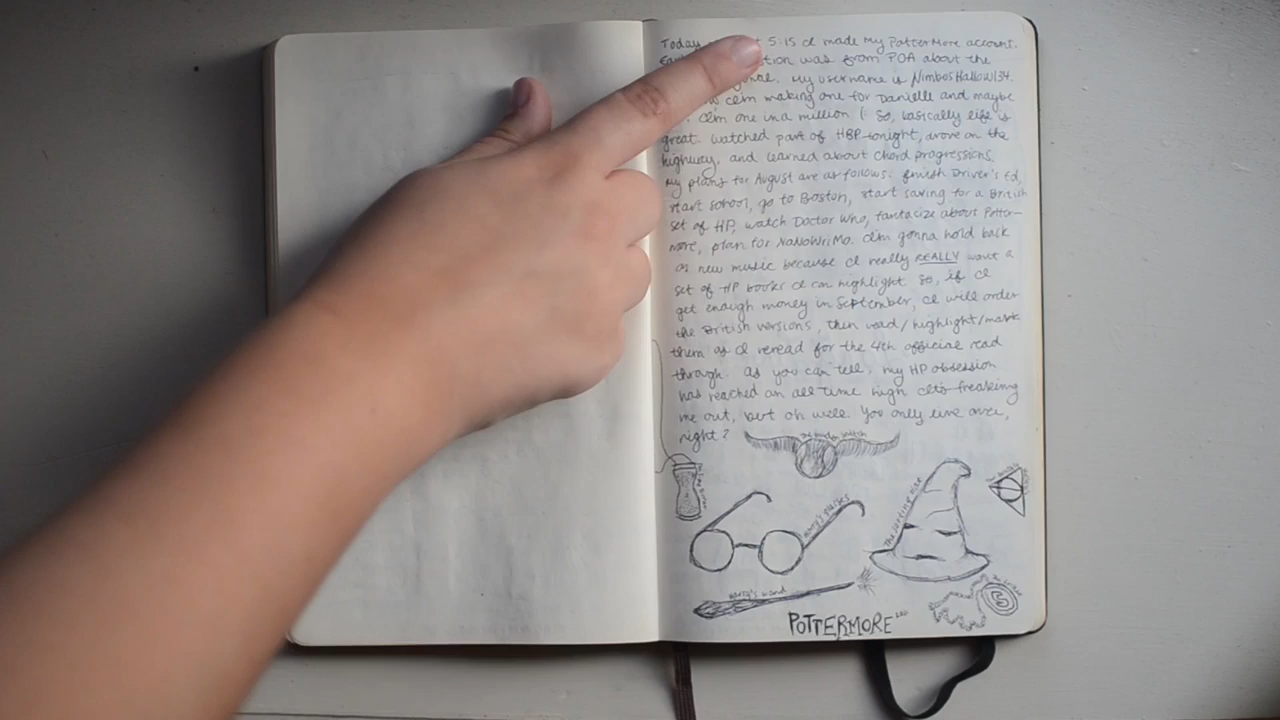 Today 5:15 I made my PotterMore account.
was from POA about the
My username is NimbosHallow134.
I'm making one for Danielle and maybe
I'm one in a million (: So, basically life is
great. Watched part of HBP tonight, drove on the
highway, and learned about chord progressions.
My plans for August are as follows: finish Driver's Ed,
start school, go to Boston, start saving for a British
set of HP, watch Doctor Who, fantacize about Potter-
more, plan for NaNoWriMo. I'm gonna hold back
on new music because I really REALLY want a
set of HP books I can highlight. So, if I
get enough money in September, I will order
the British versions, then void/highlight/mark
them as I reread for the 4th official read
through. As you can tell, my HP obsession
has reached an all time high. It's freaking
me out, but oh well. You only live once,
right?
The Golden Snitch
Harry's glasses
The Sorting Hat
Harry's wand
POTTERMORE